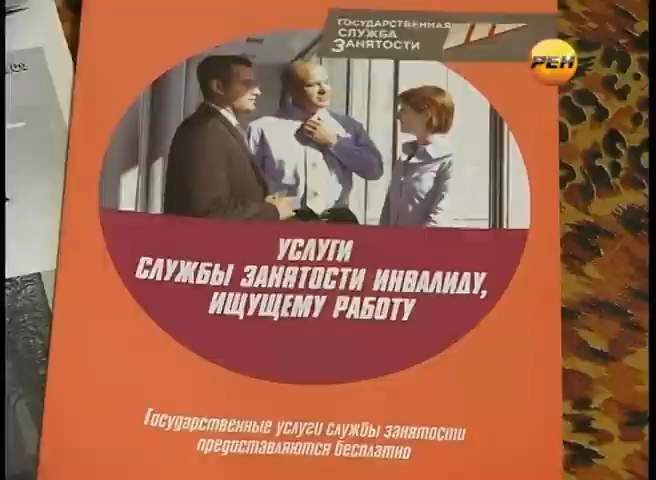 ГОСУДАРСТВЕННАЯ
СЛУЖБА
ЗАНЯТОСТИ
РЕН
УСЛУГИ
СЛУЖБЫ ЗАНЯТОСТИ ИНВАЛИДУ,
ИЩУЩЕМУ РАБОТУ
Государственные услуги службы занятости
предоставляются бесплатно